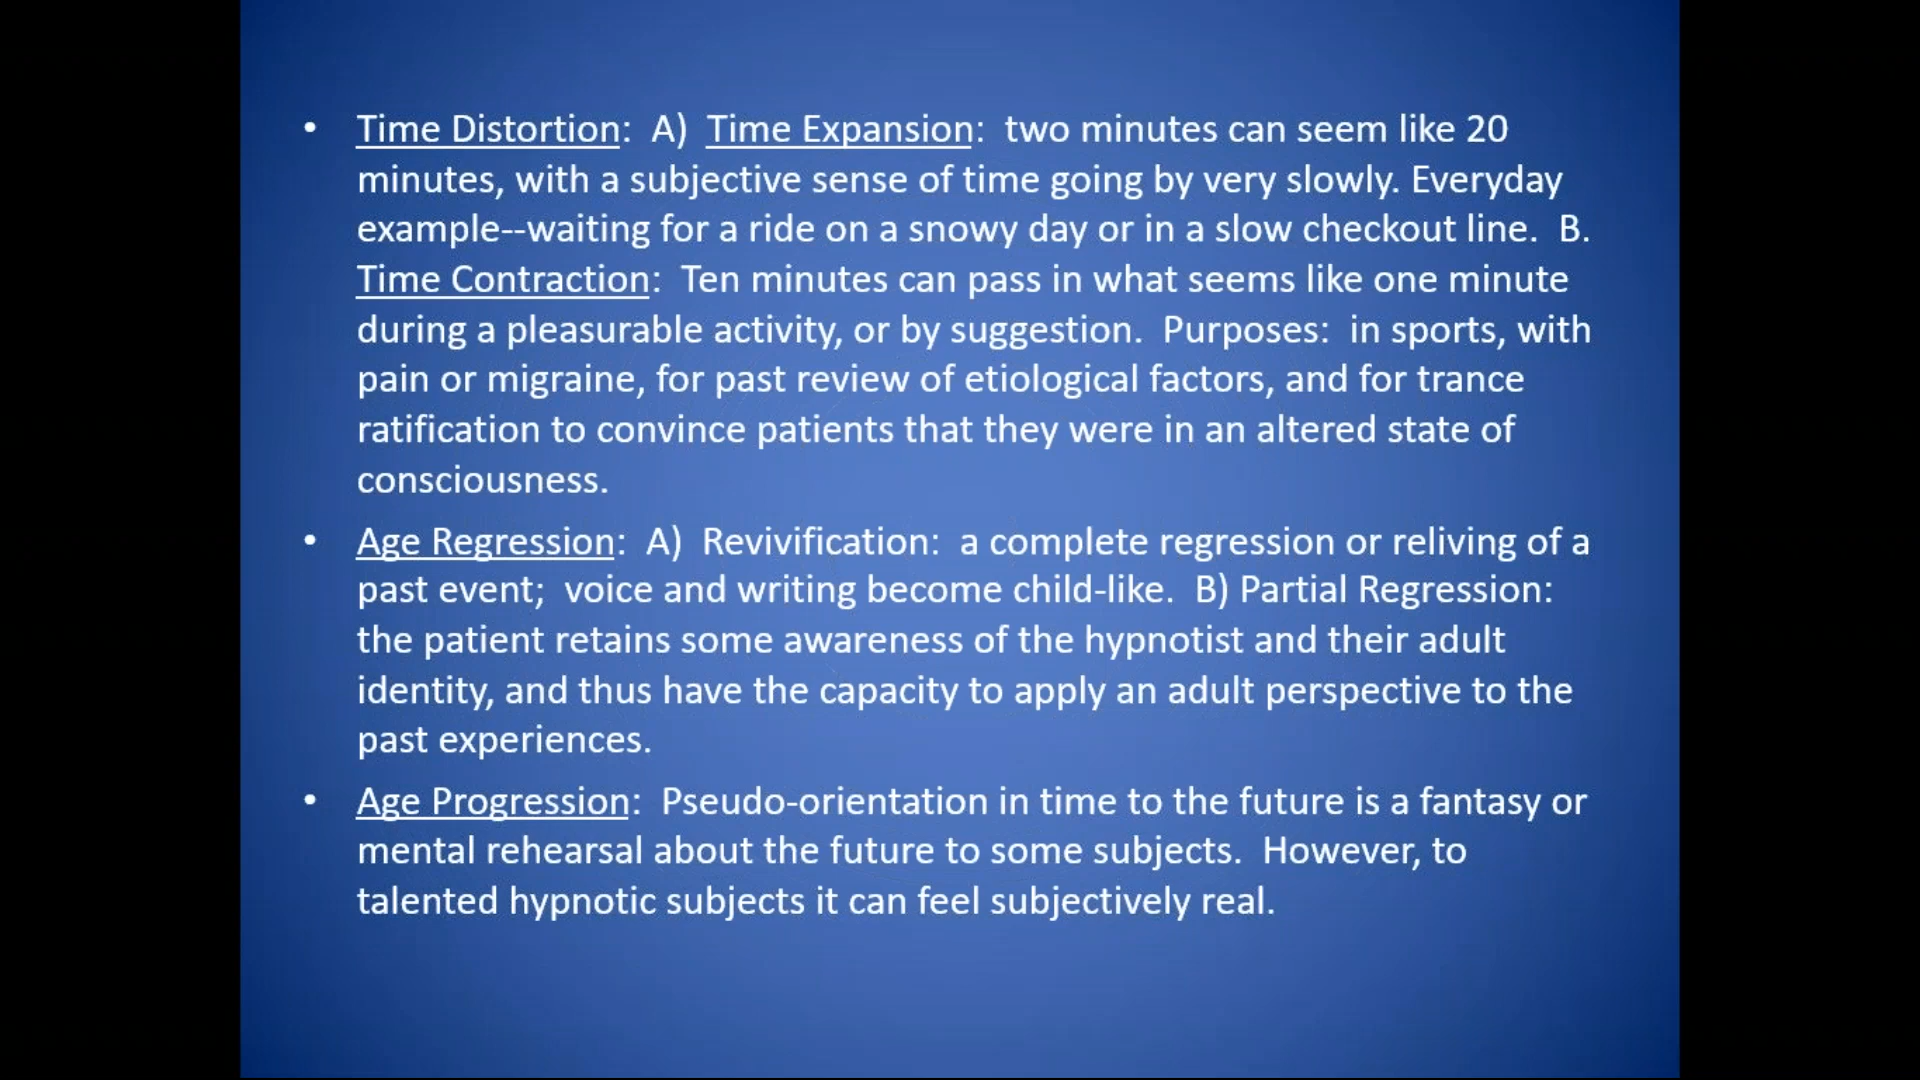 • Time Distortion:  A)  Time Expansion:  two minutes can seem like 20
minutes, with a subjective sense of time going by very slowly. Everyday
example--waiting for a ride on a snowy day or in a slow checkout line.  B.
Time Contraction:  Ten minutes can pass in what seems like one minute
during a pleasurable activity, or by suggestion.  Purposes:  in sports, with
pain or migraine, for past review of etiological factors, and for trance
ratification to convince patients that they were in an altered state of
consciousness.
• Age Regression:  A)  Revivification:  a complete regression or reliving of a
past event;  voice and writing become child-like.  B) Partial Regression:
the patient retains some awareness of the hypnotist and their adult
identity, and thus have the capacity to apply an adult perspective to the
past experiences.
• Age Progression:  Pseudo-orientation in time to the future is a fantasy or
mental rehearsal about the future to some subjects.  However, to
talented hypnotic subjects it can feel subjectively real.